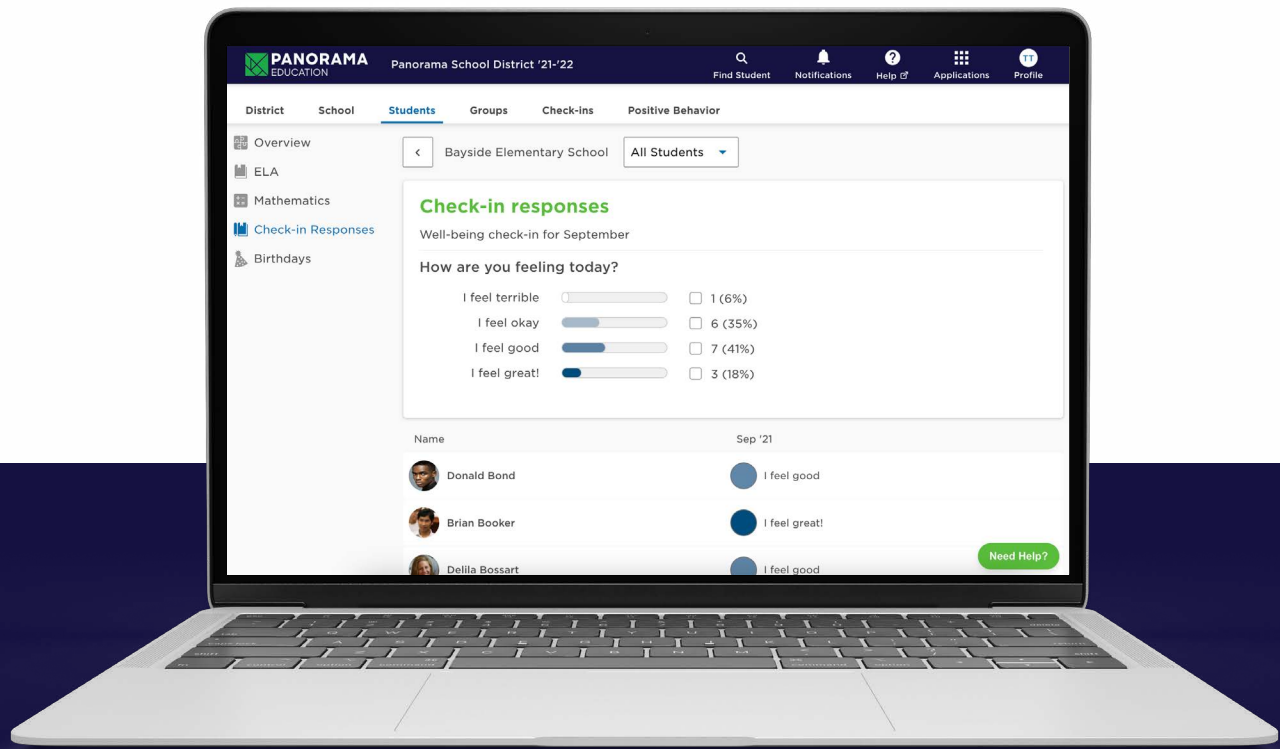 PANORAMA
EDUCATION
Panorama School District '21-'22
Find Student
Notifications
Help
Applications
TT
Profile
District
School
Students
Groups
Check-ins
Positive Behavior
Overview
ELA
Mathematics
Check-in Responses
Birthdays
Bayside Elementary School
All Students
Check-in responses
Well-being check-in for September
How are you feeling today?
I feel terrible 1 (6%)
I feel okay 6 (35%)
I feel good 7 (41%)
I feel great! 3 (18%)
Name Sep '21
Donald Bond I feel good
Brian Booker I feel great!
Delila Bossart I feel good
Need Help?